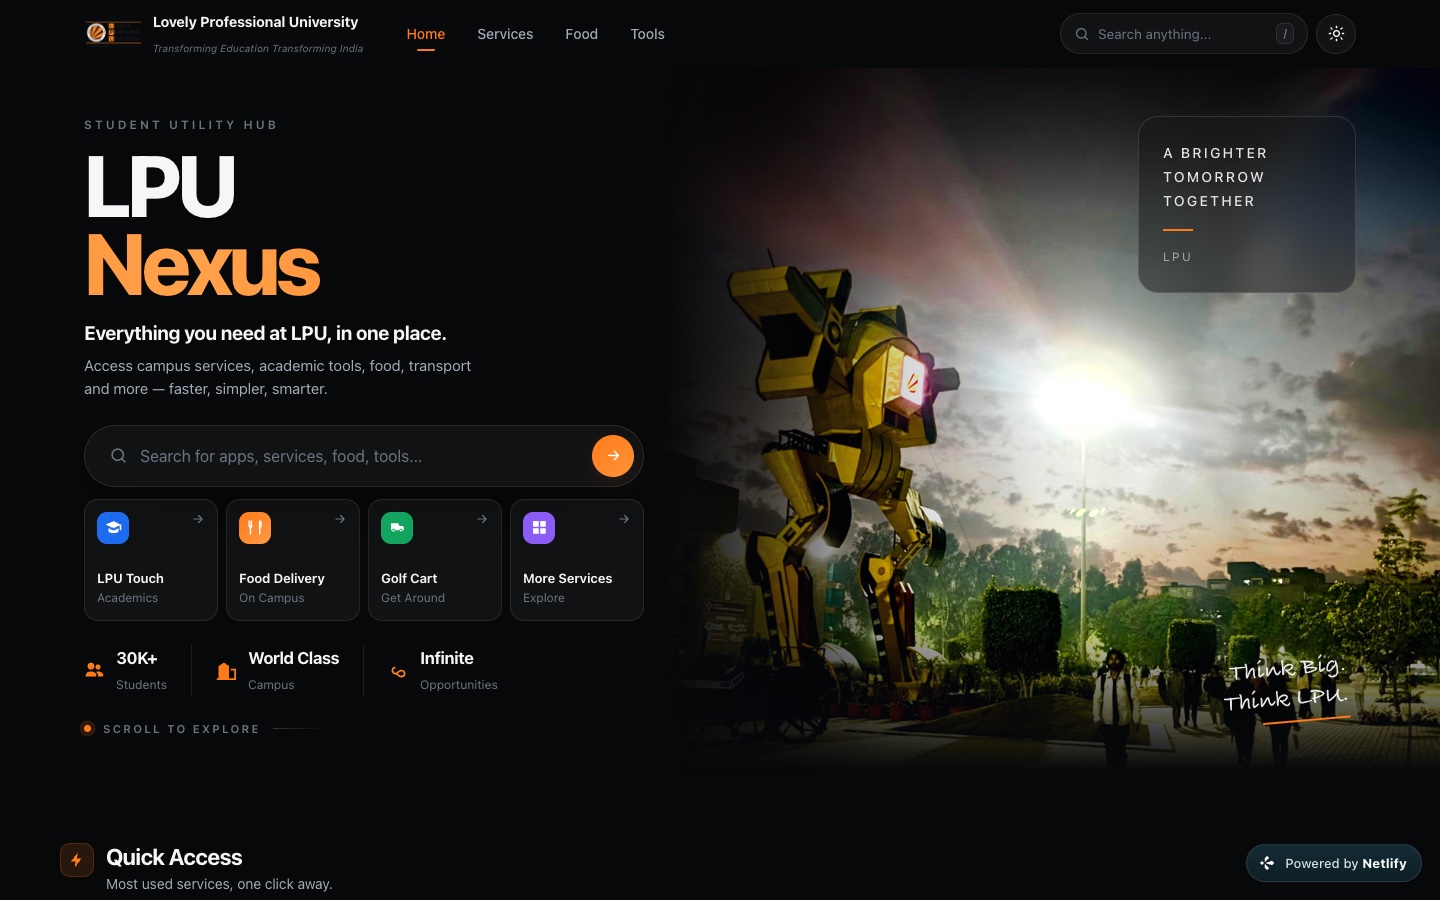 Lovely Professional University
Transforming Education Transforming India
Home
Services
Food
Tools
Search anything...
/
STUDENT UTILITY HUB
LPU
Nexus
Everything you need at LPU, in one place.
Access campus services, academic tools, food, transport
and more — faster, simpler, smarter.
Search for apps, services, food, tools...
LPU Touch
Academics
Food Delivery
On Campus
Golf Cart
Get Around
More Services
Explore
30K+
Students
World Class
Campus
Infinite
Opportunities
SCROLL TO EXPLORE
A BRIGHTER
TOMORROW
TOGETHER
LPU
Think Big.
Think LPU.
Quick Access
Most used services, one click away.
Powered by Netlify